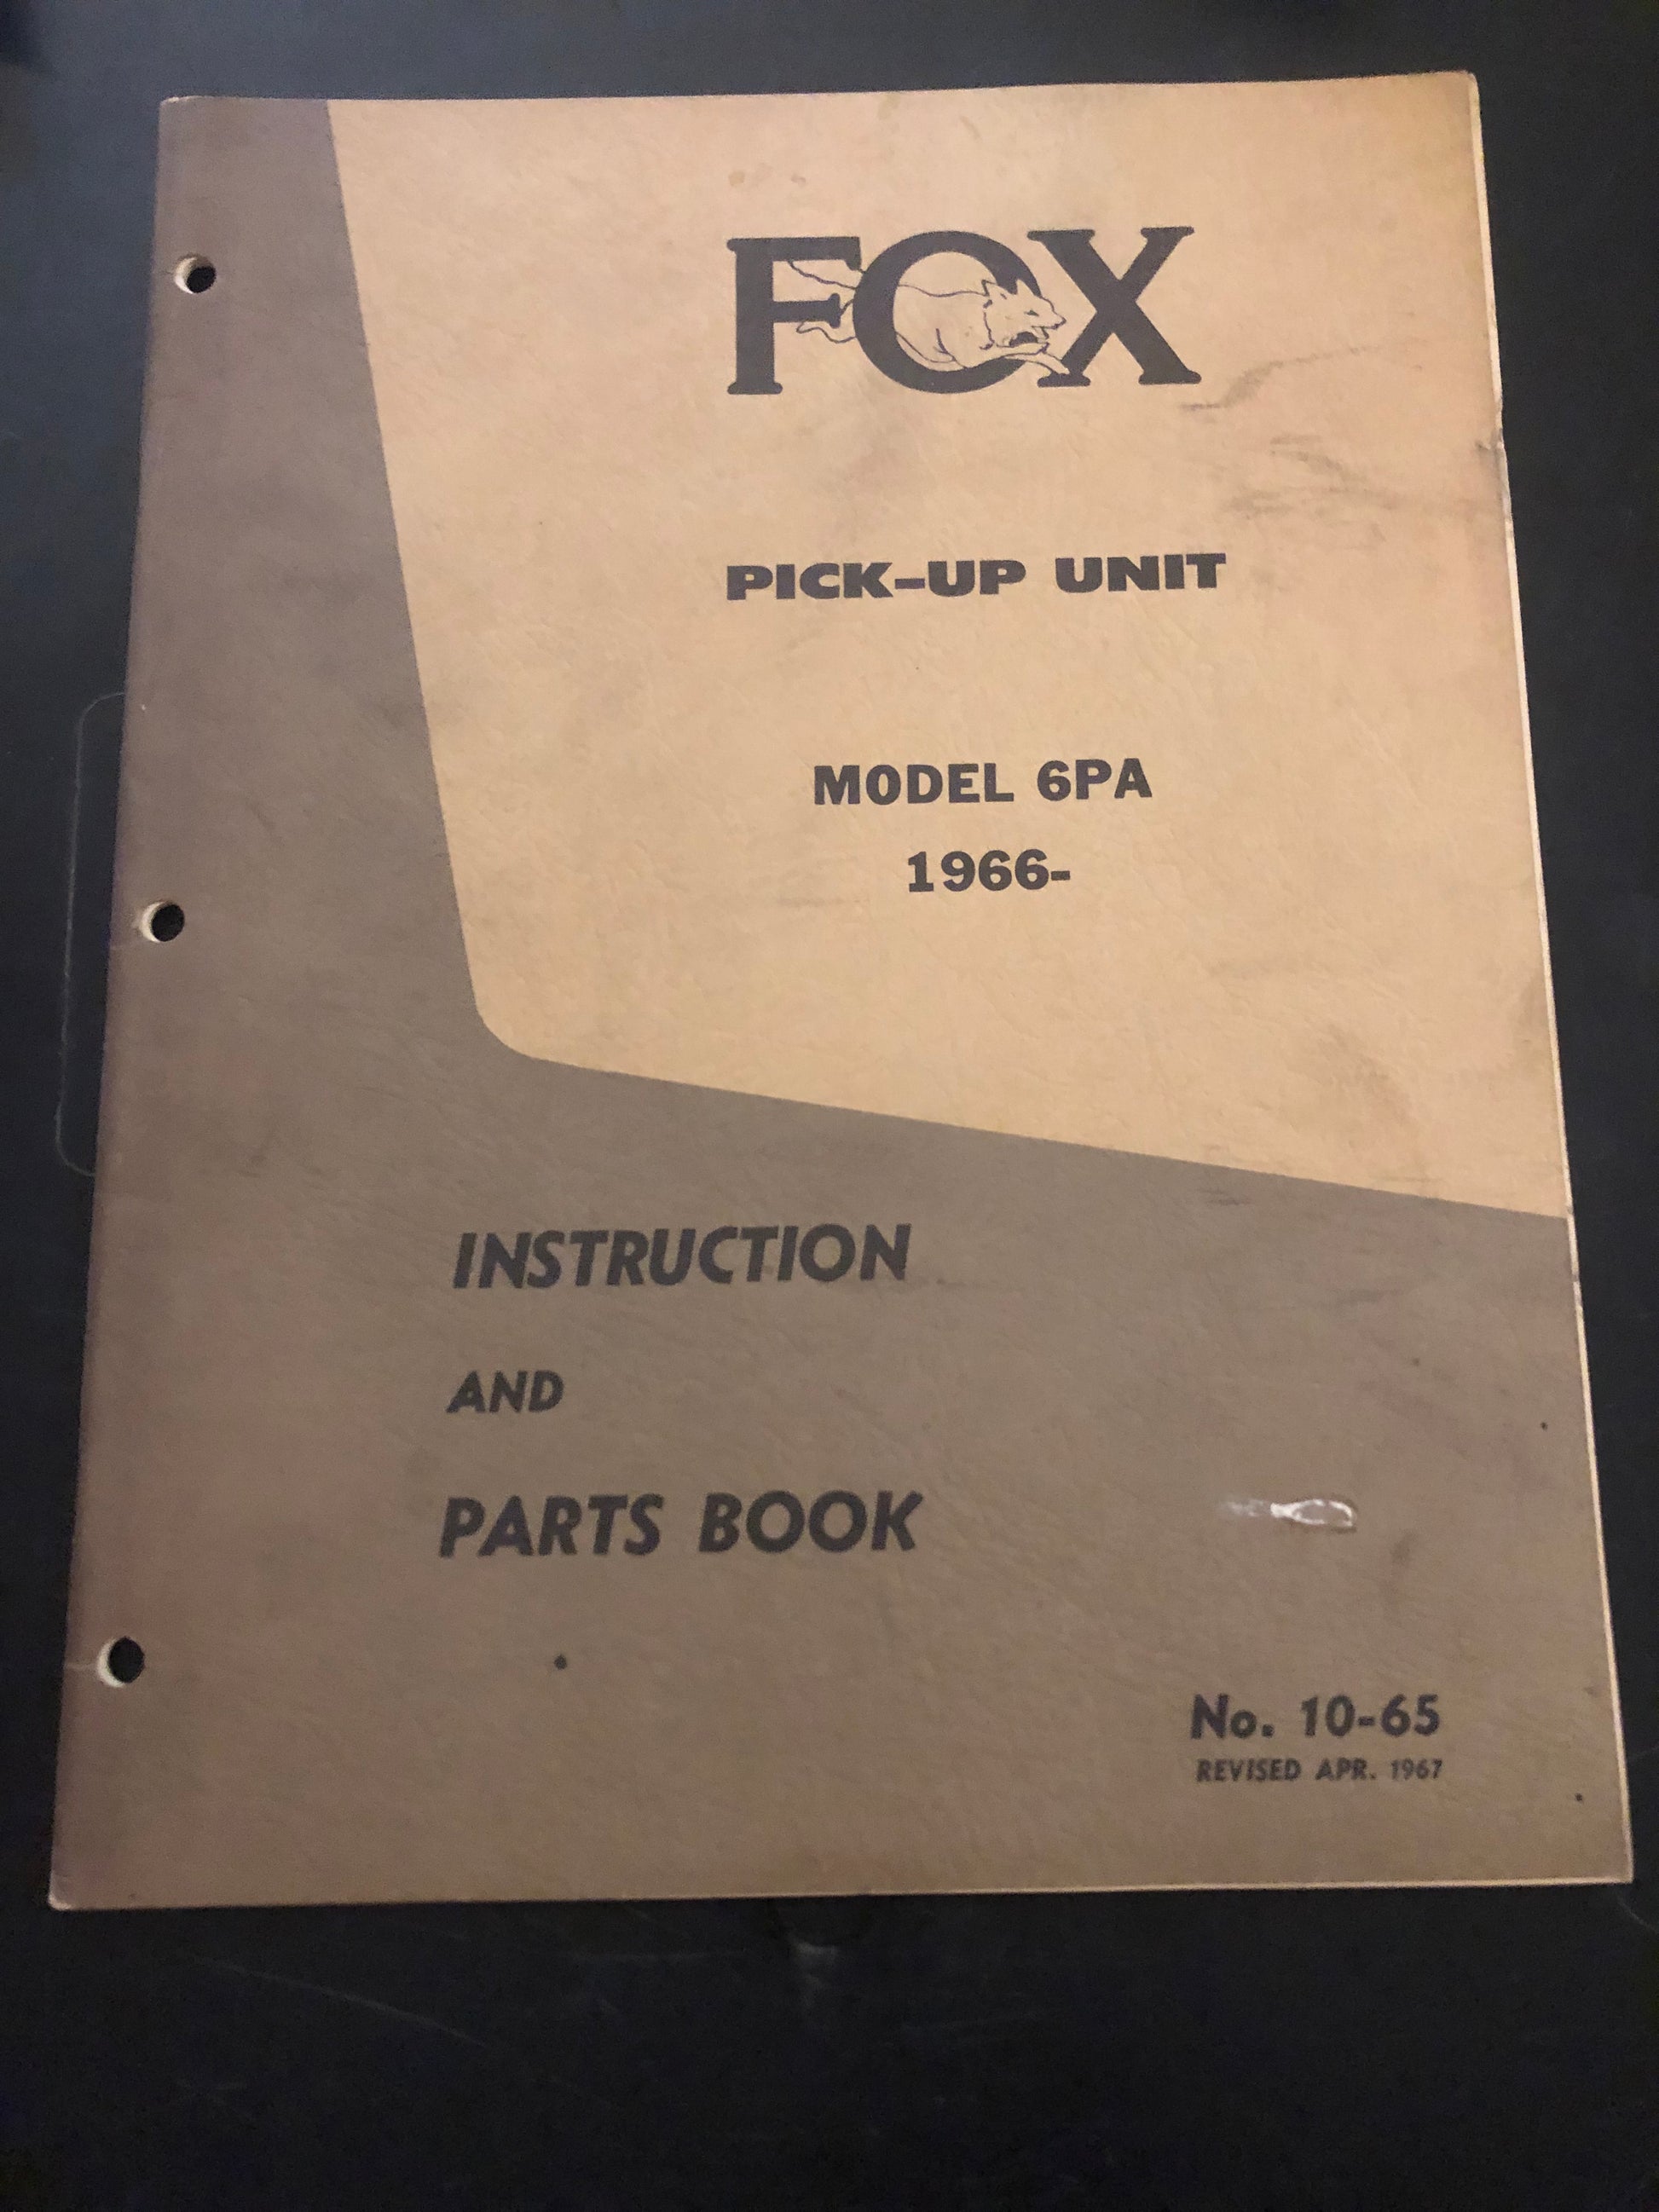 FOX
PICK-UP UNIT
MODEL 6PA
1966-
INSTRUCTION
AND
PARTS BOOK
No. 10-65
REVISED APR. 1967